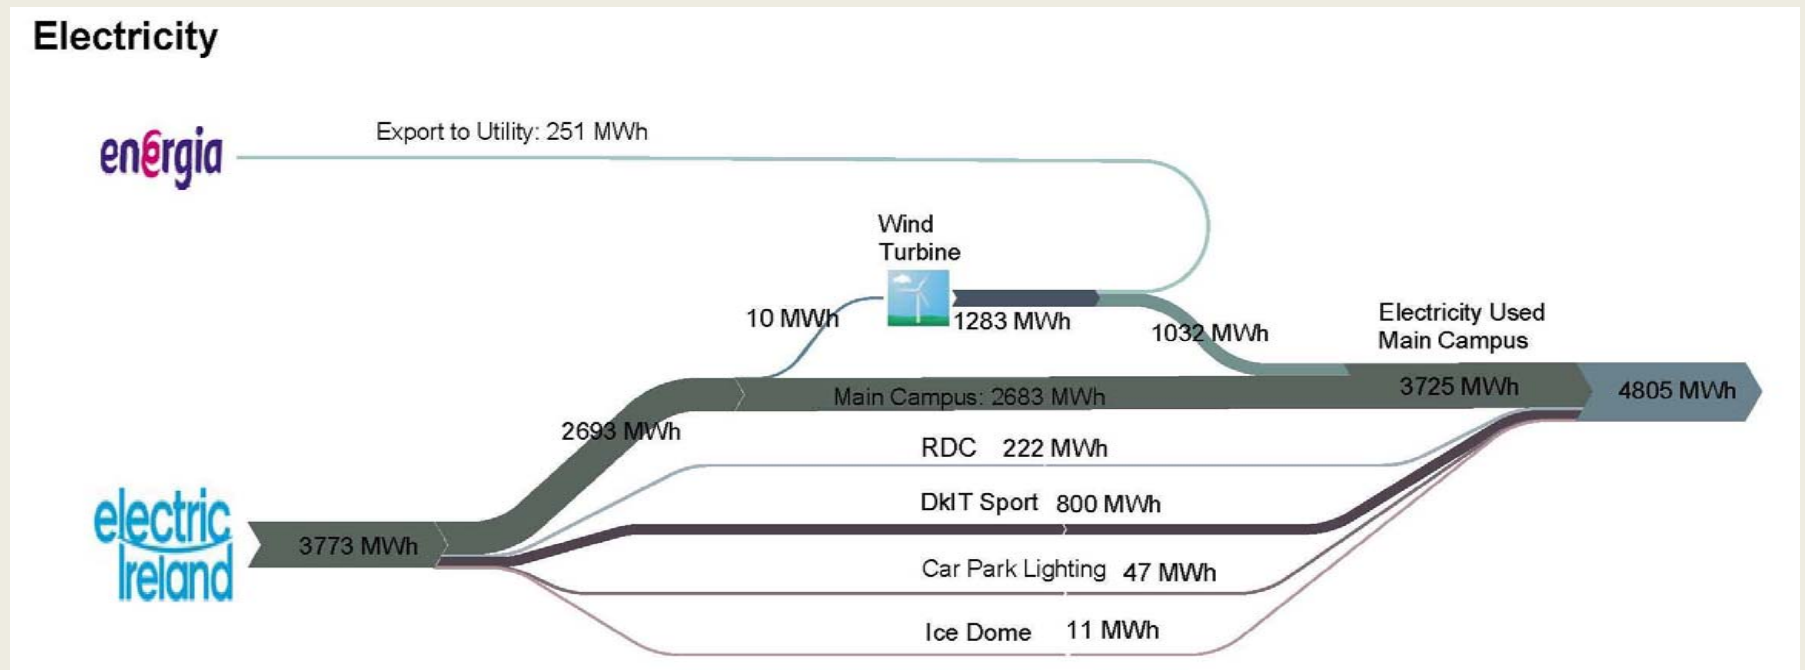 Electricity
energia
Export to Utility: 251 MWh
Wind
Turbine
10 MWh
1283 MWh
1032 MWh
Electricity Used
Main Campus
3725 MWh
4805 MWh
Main Campus: 2683 MWh
2693 MWh
RDC 222 MWh
DkIT Sport 800 MWh
electric
Ireland
3773 MWh
Car Park Lighting 47 MWh
Ice Dome 11 MWh